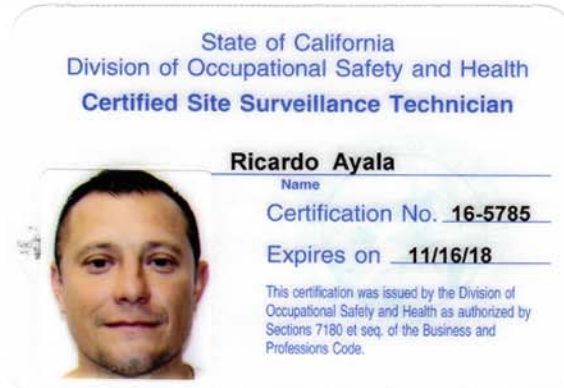 State of California
Division of Occupational Safety and Health
Certified Site Surveillance Technician
Ricardo Ayala
Name
Certification No. 16-5785
Expires on 11/16/18
This certification was issued by the Division of
Occupational Safety and Health as authorized by
Sections 7180 et seq. of the Business and
Professions Code.